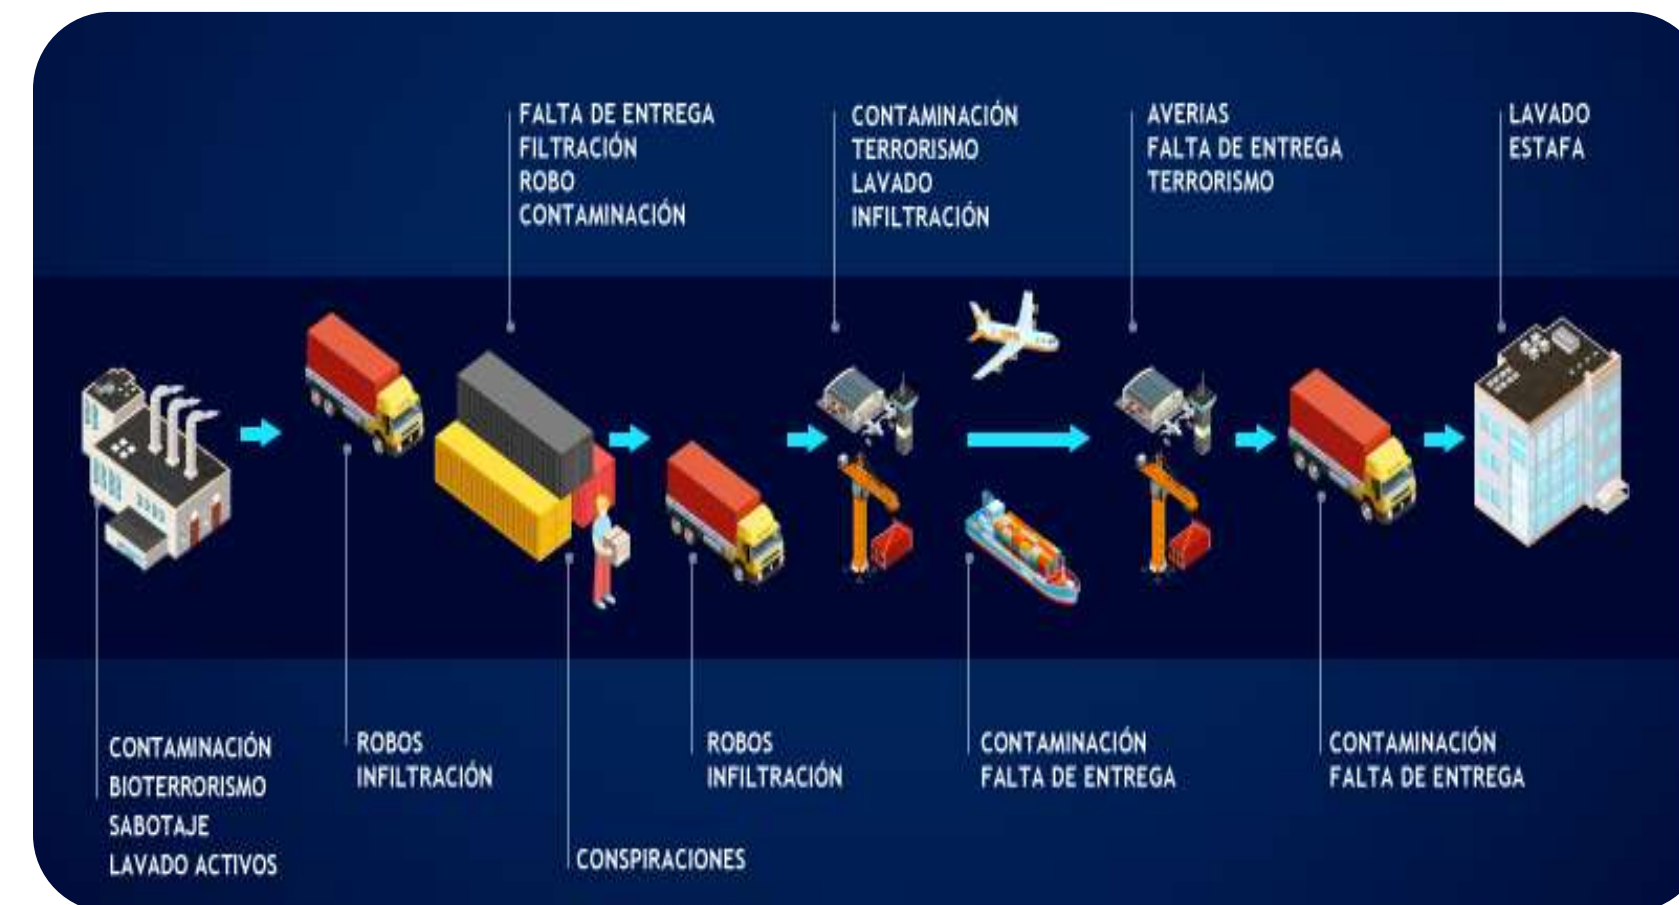 FALTA DE ENTREGA
FILTRACIÓN
ROBO
CONTAMINACIÓN
CONTAMINACIÓN
TERRORISMO
LAVADO
INFILTRACIÓN
AVERIAS
FALTA DE ENTREGA
TERRORISMO
LAVADO
ESTAFA
CONTAMINACIÓN
BIOTERRORISMO
SABOTAJE
LAVADO ACTIVOS
ROBOS
INFILTRACIÓN
CONSPIRACIONES
ROBOS
INFILTRACIÓN
CONTAMINACIÓN
FALTA DE ENTREGA
CONTAMINACIÓN
FALTA DE ENTREGA